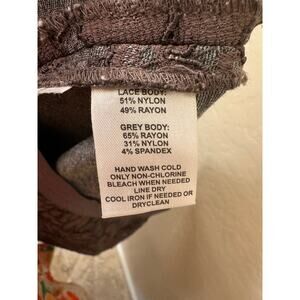 LACE BODY:
51% NYLON
49% RAYON
GREY BODY:
65% RAYON
31% NYLON
4% SPANDEX
HAND WASH COLD
ONLY NON-CHLORINE
BLEACH WHEN NEEDED
LINE DRY
COOL IRON IF NEEDED OR
DRYCLEAN